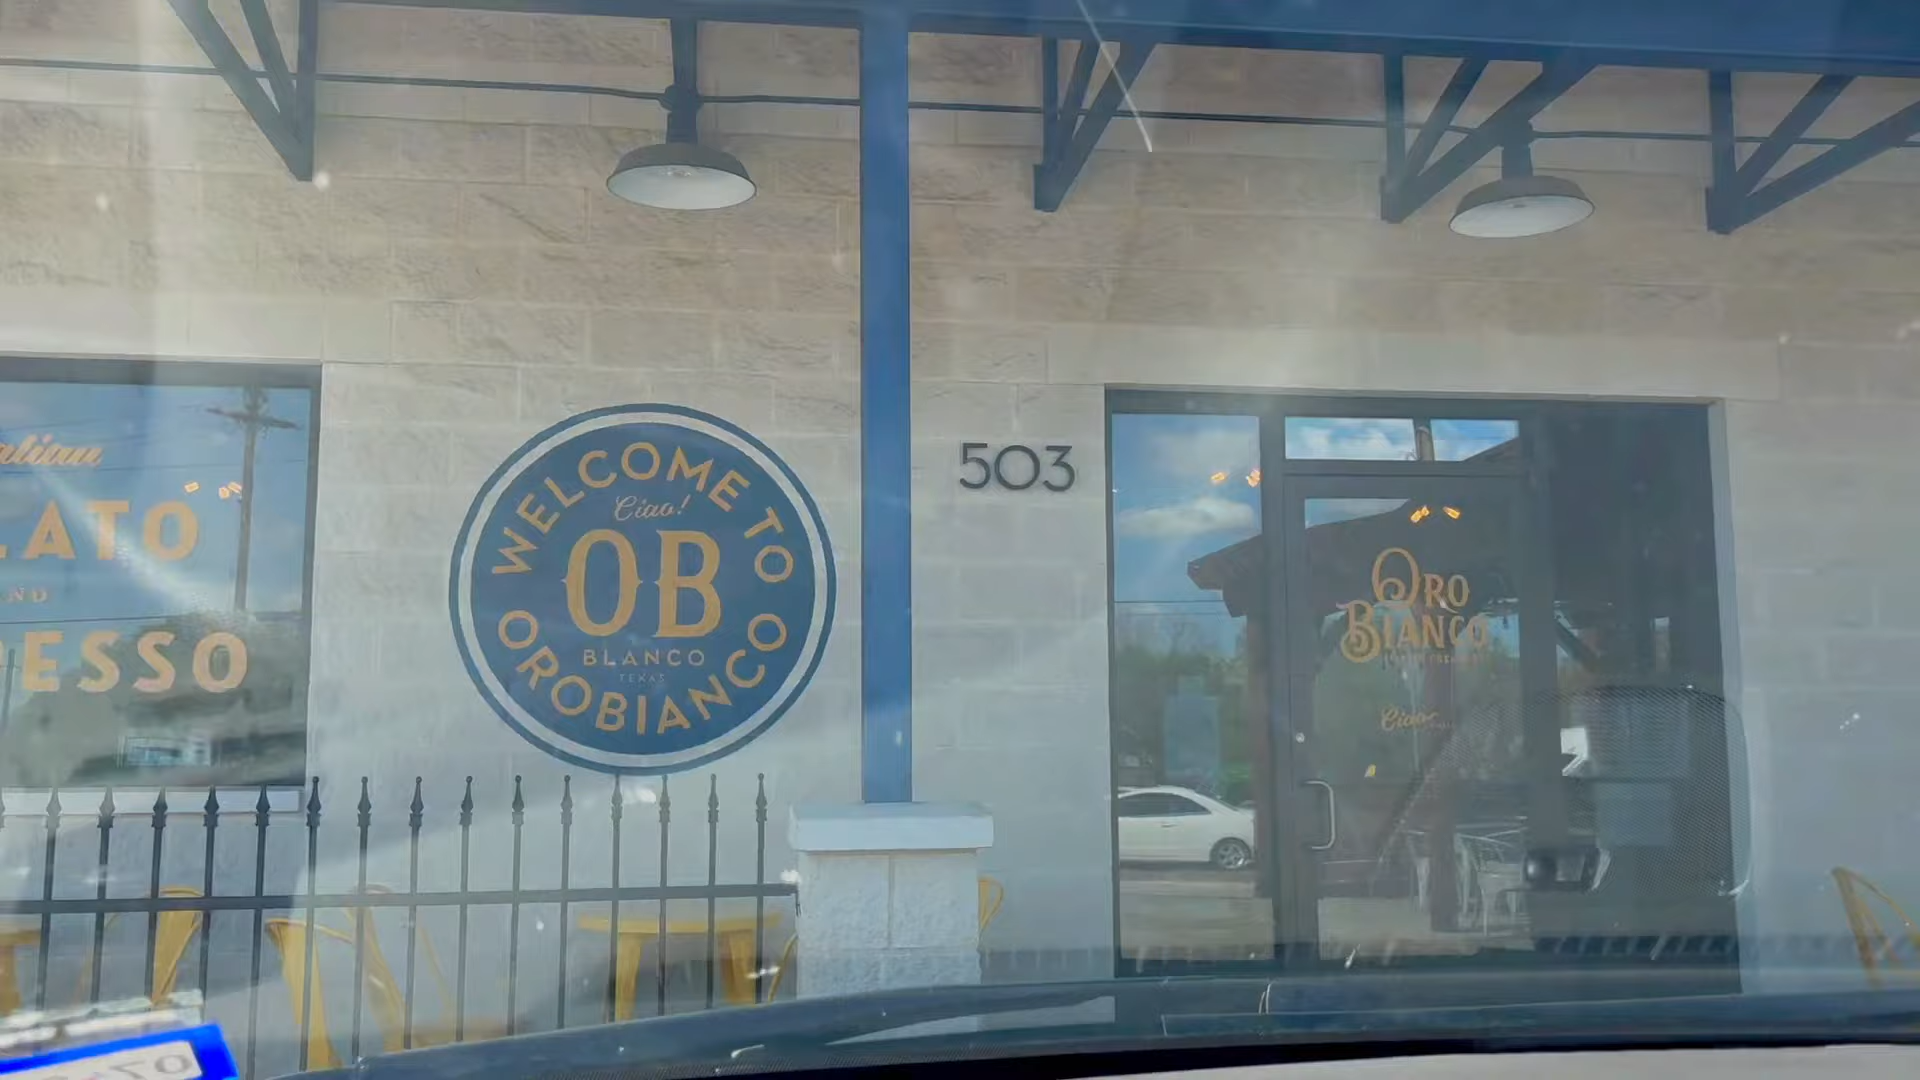 LATO
ESSO
WELCOME TO
Ciao!
OB
BLANCO
TEXAS
OROBIANCO
503
ORO
BIANCO
Ciao